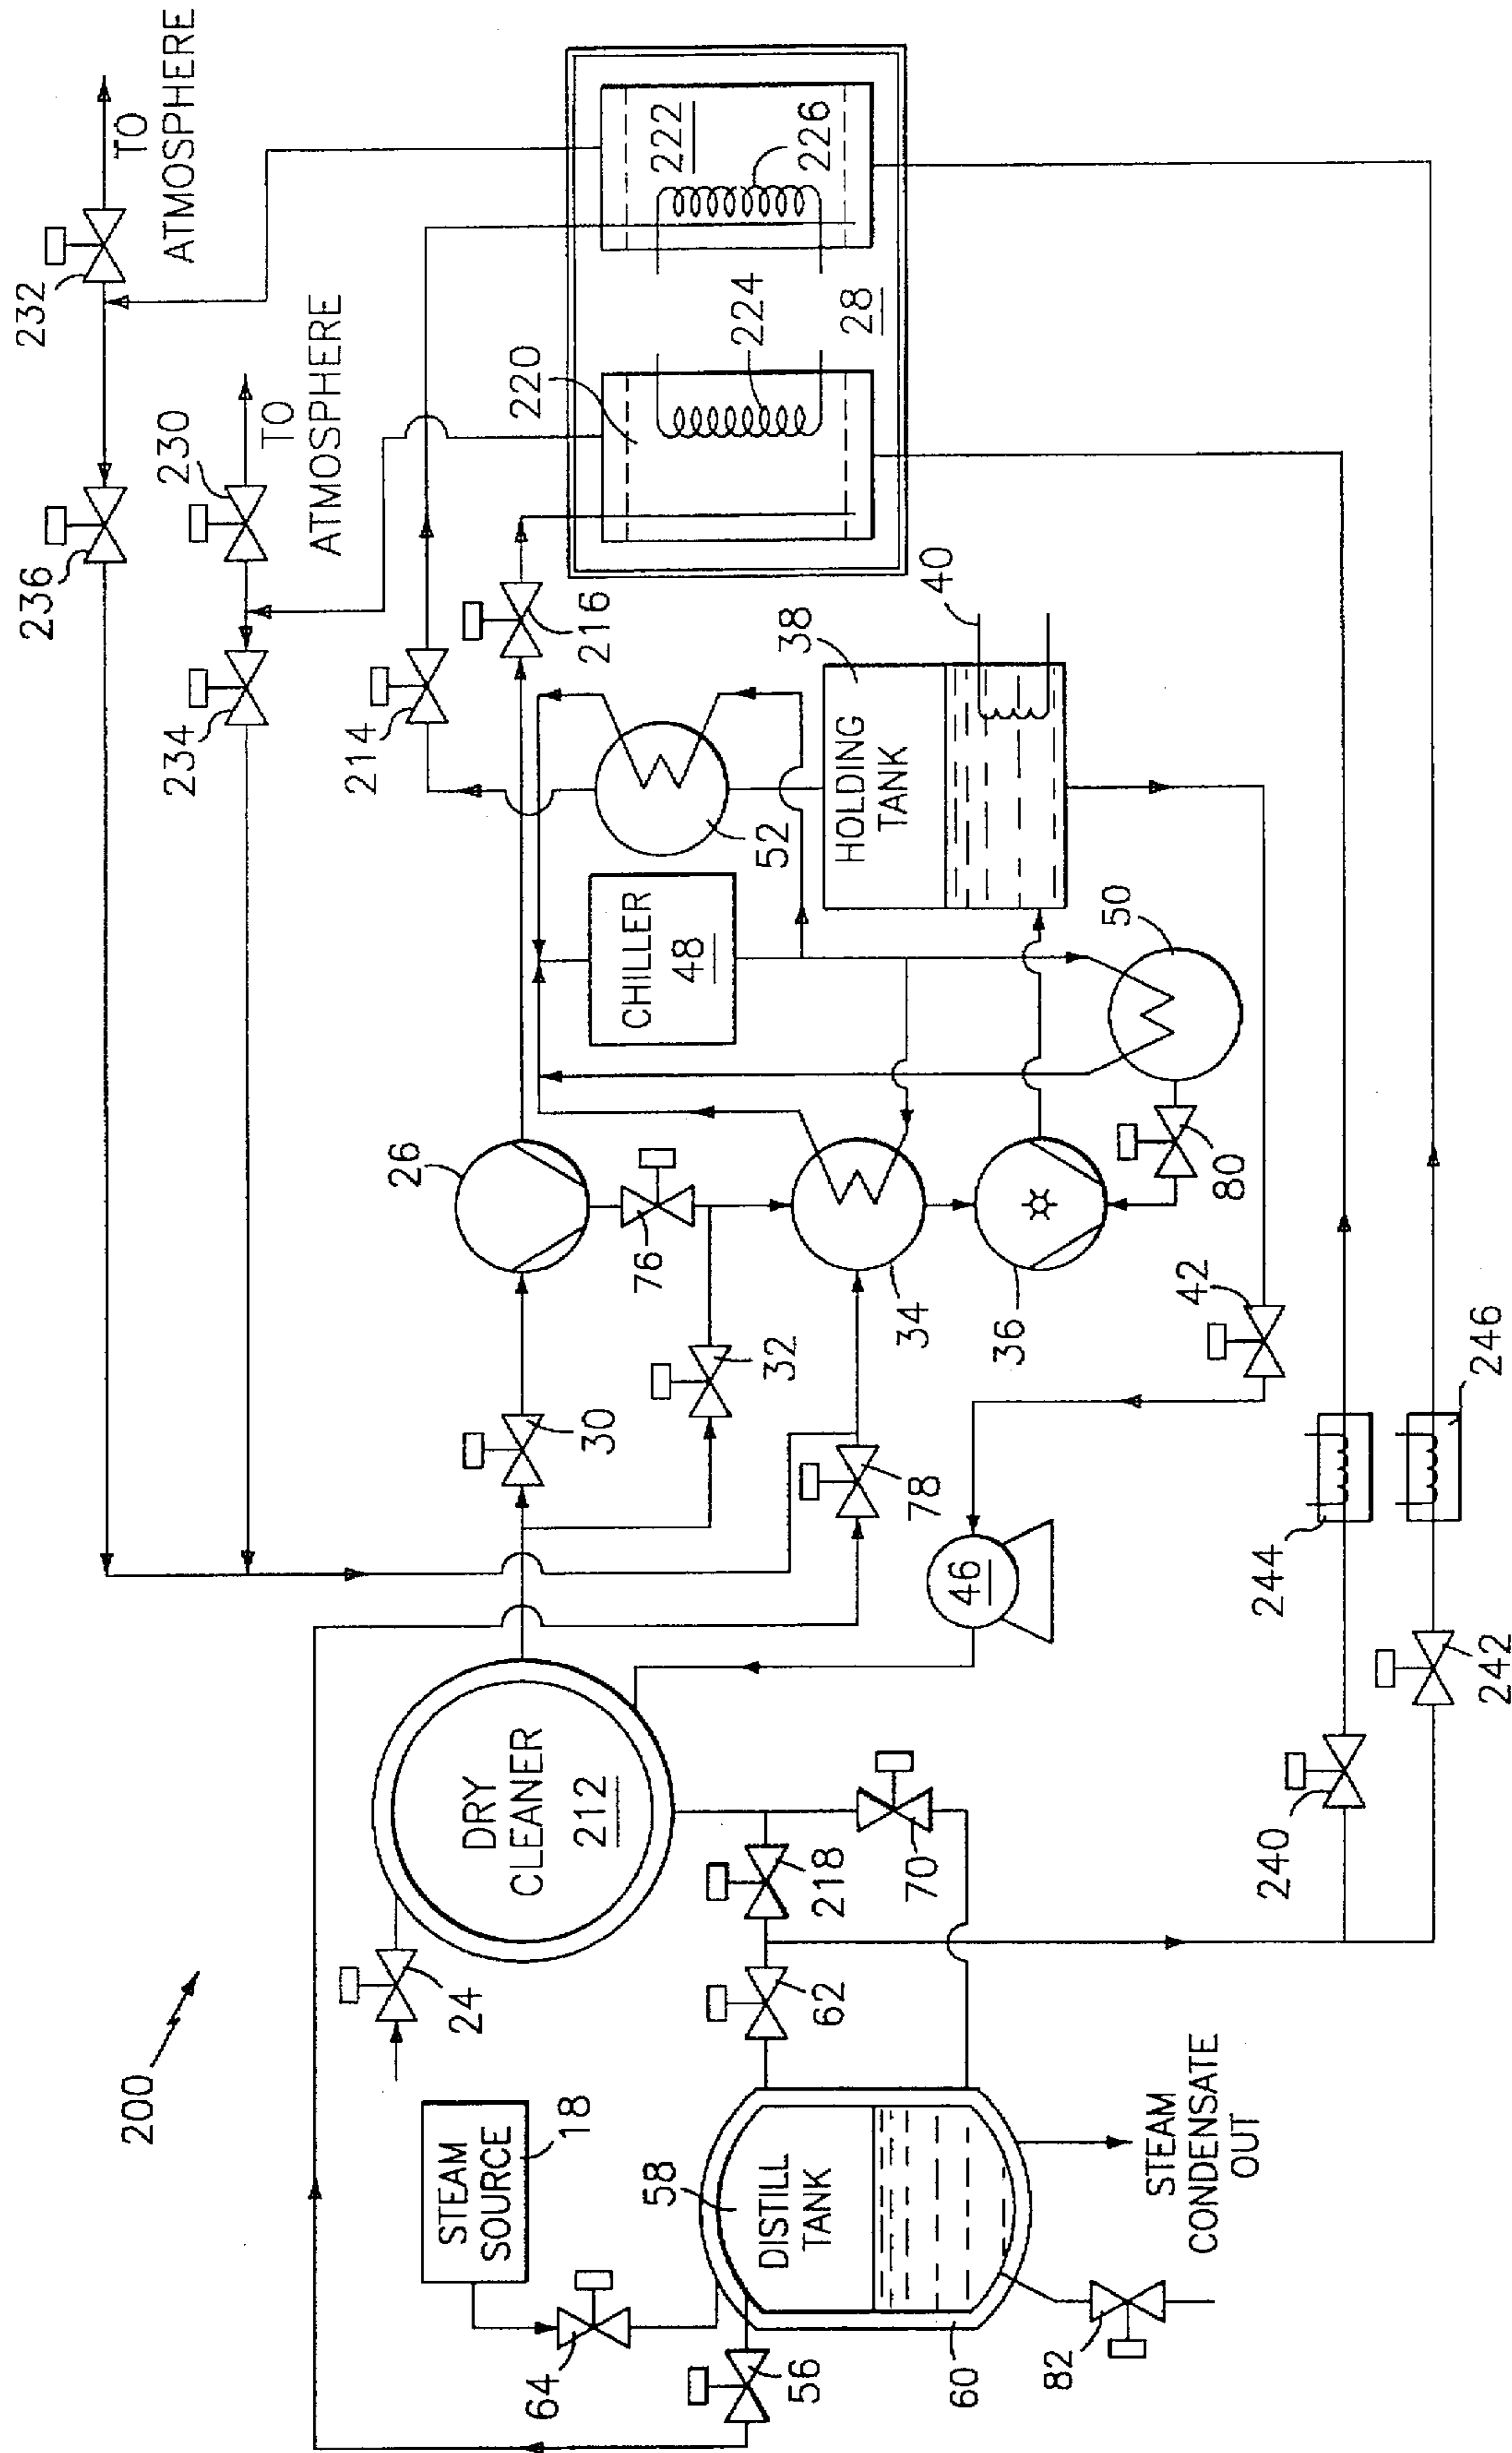 200
STEAM
SOURCE
18
64
56
58
DISTILL
TANK
60
82
STEAM
CONDENSATE
OUT
24
DRY
CLEANER
212
62
218
70
240
242
244
246
46
42
30
32
78
76
26
34
36
80
50
CHILLER
48
52
HOLDING
TANK
38
40
214
216
234
236
230
232
TO
ATMOSPHERE
TO
ATMOSPHERE
220
222
224
226
28